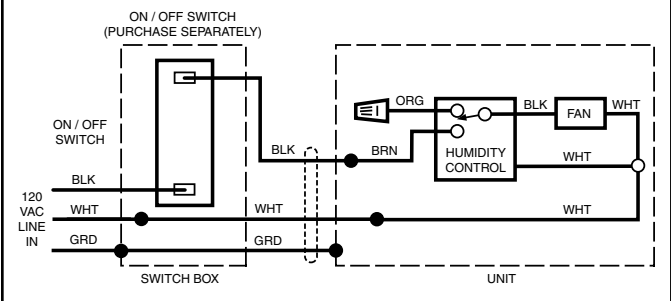 ON / OFF SWITCH
(PURCHASE SEPARATELY)
ON / OFF
SWITCH
120
VAC
LINE
IN
BLK
WHT
GRD
BLK
WHT
GRD
SWITCH BOX
ORG
BRN
HUMIDITY
CONTROL
BLK
FAN
WHT
WHT
WHT
UNIT